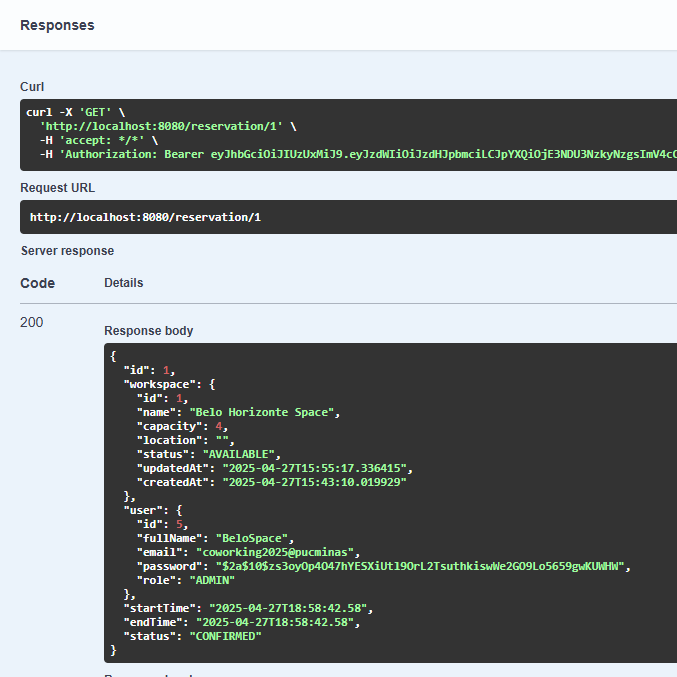 Responses
Curl
curl -X 'GET' \
'http://localhost:8080/reservation/1' \
-H 'accept: */*' \
-H 'Authorization: Bearer eyJhbGciOiJIUzUxMiJ9.eyJzdWIiOiJzdHJpbmciLCJpYXQiOjE3NDU3NzkyNzgsImV4cC
Request URL
http://localhost:8080/reservation/1
Server response
Code Details
200
Response body
{
"id": 1,
"workspace": {
"id": 1,
"name": "Belo Horizonte Space",
"capacity": 4,
"location": "",
"status": "AVAILABLE",
"updatedAt": "2025-04-27T15:55:17.336415",
"createdAt": "2025-04-27T15:43:10.019929"
},
"user": {
"id": 5,
"fullName": "BeloSpace",
"email": "coworking2025@pucminas",
"password": "$2a$10$zs3oyOp4O47hYESXiUtl9OrL2TsuthkiswWe2GO9Lo5659gwKUWHW",
"role": "ADMIN"
},
"startTime": "2025-04-27T18:58:42.58",
"endTime": "2025-04-27T18:58:42.58",
"status": "CONFIRMED"
}